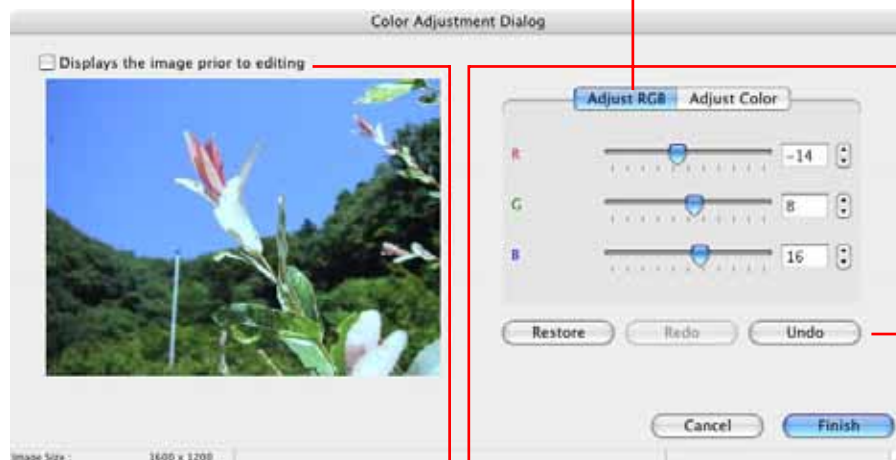 Color Adjustment Dialog
Displays the image prior to editing
Adjust RGB Adjust Color
R -14
G 8
B 16
Restore Redo Undo
Cancel Finish
Image Size : 1600 x 1200